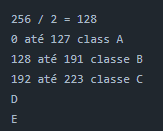 256 / 2 = 128
0 até 127 class A
128 até 191 classe B
192 até 223 classe C
D
E